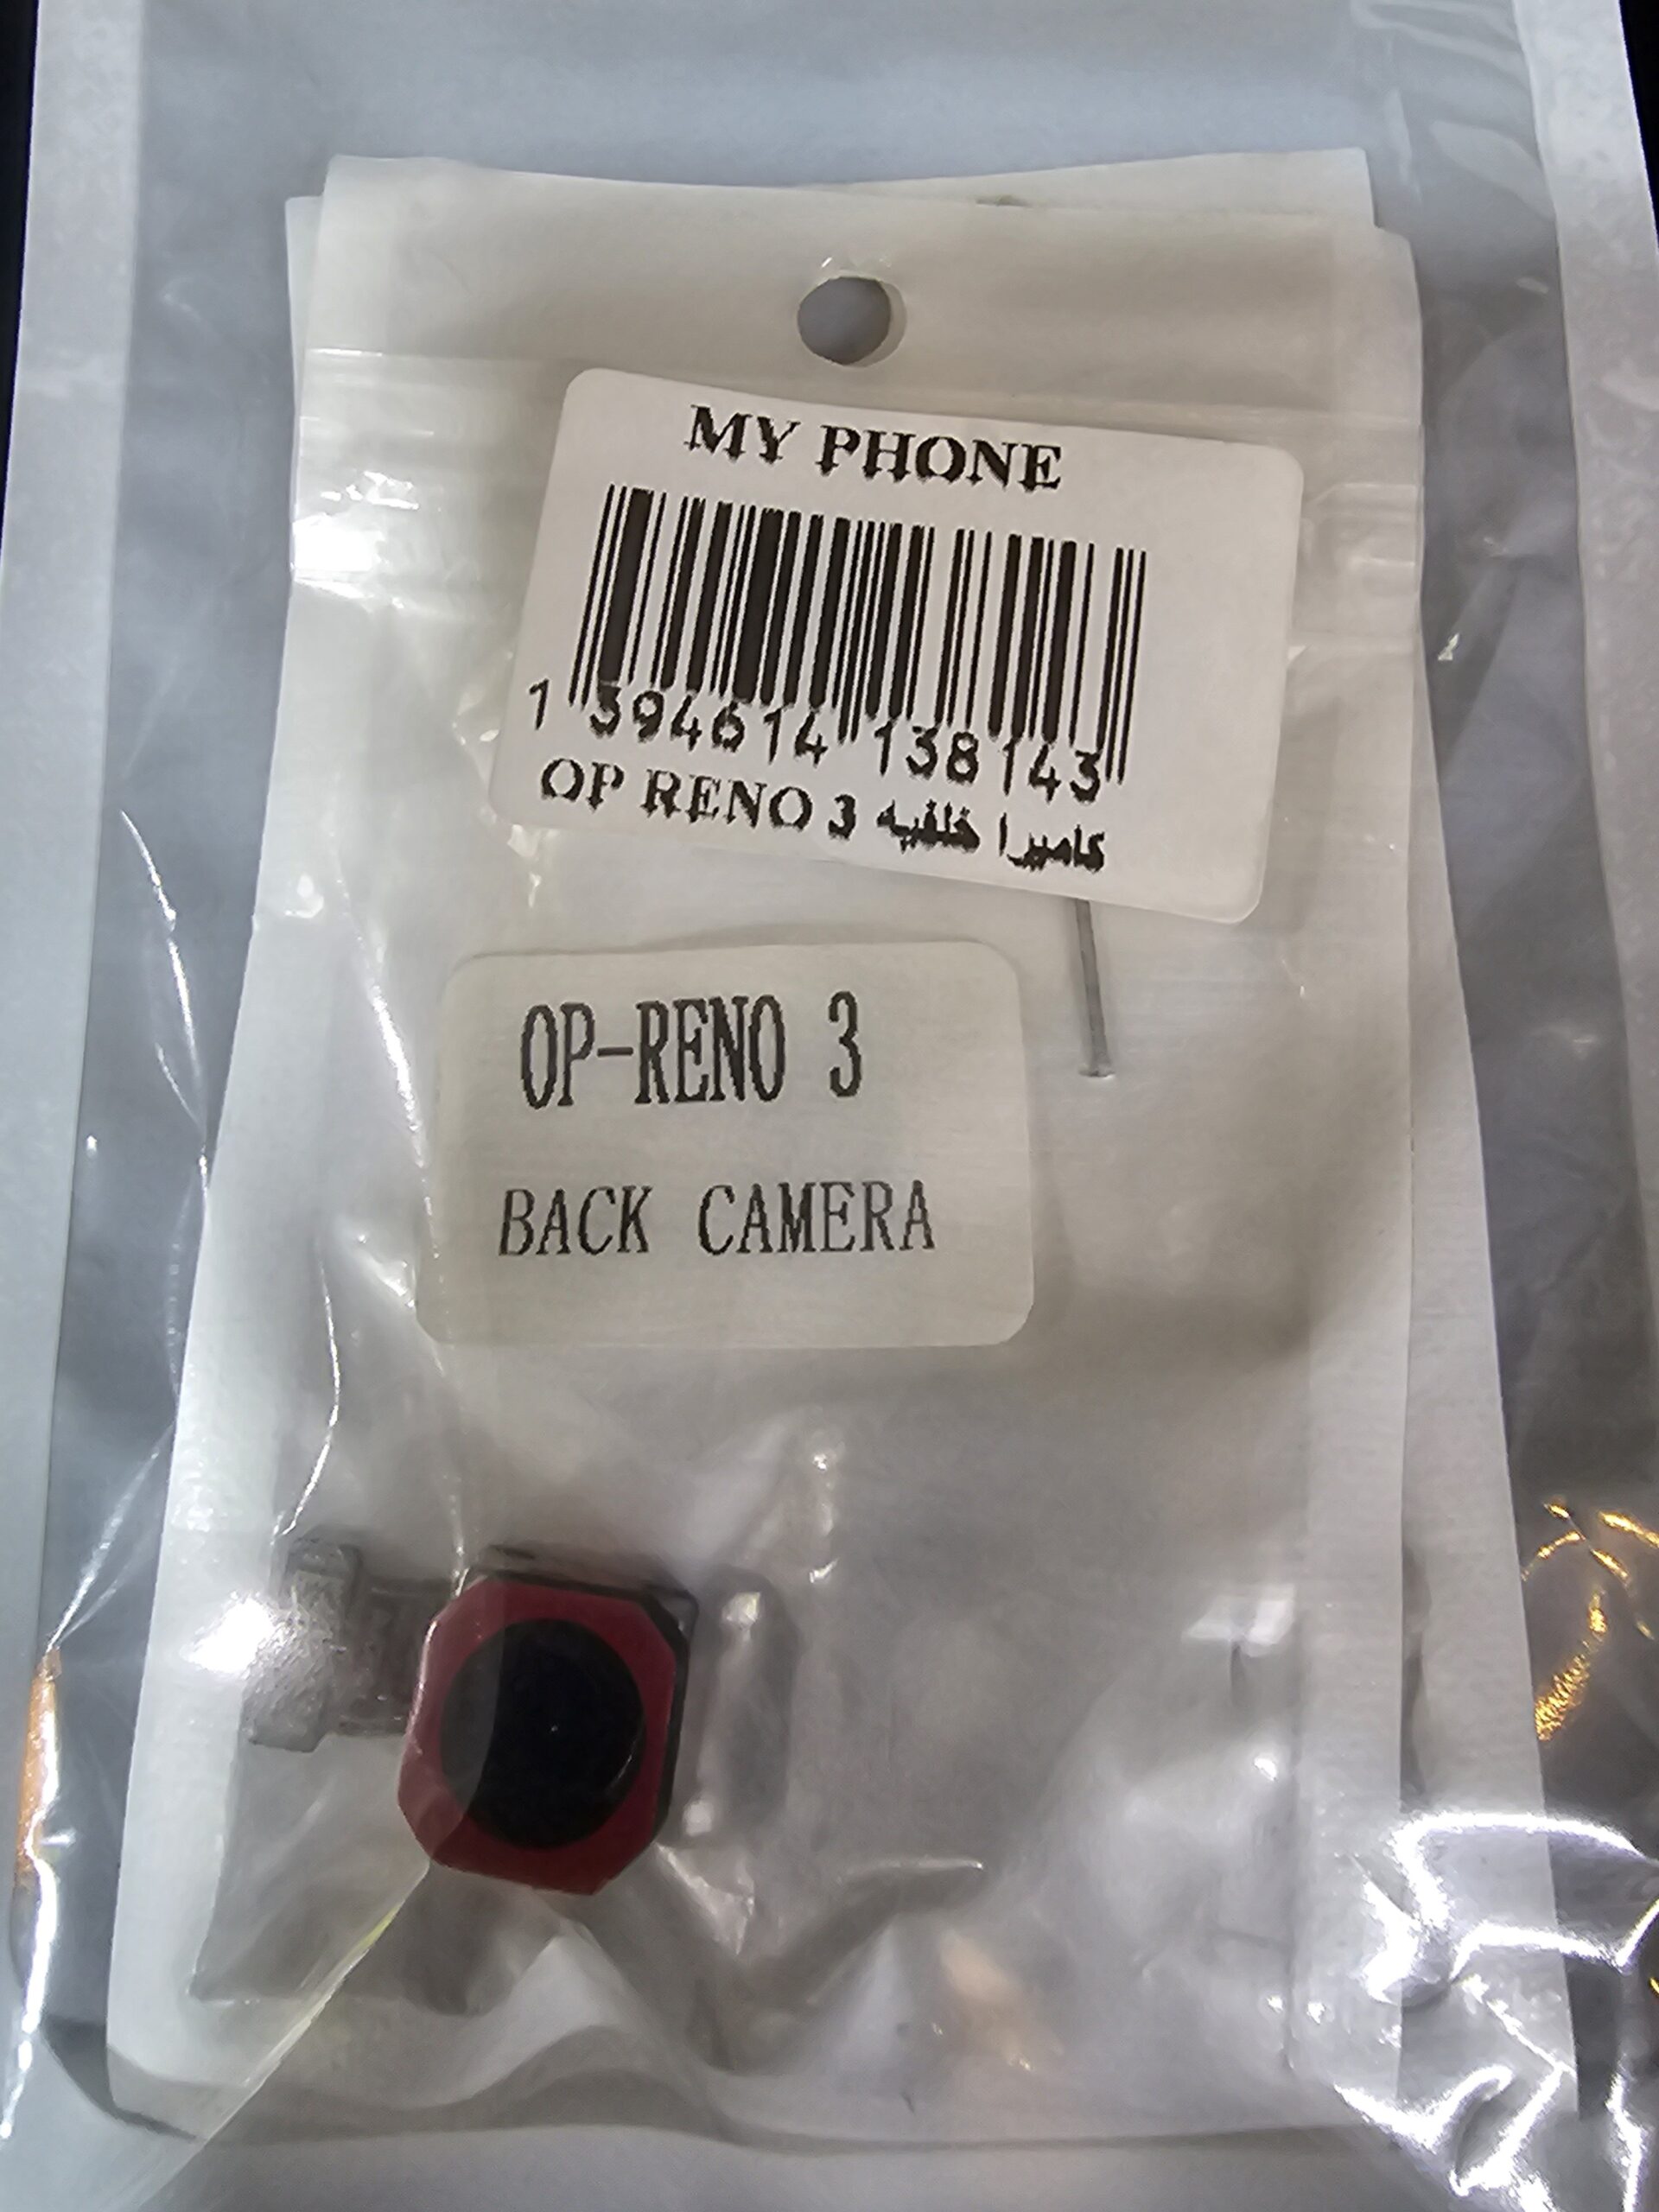 MY PHONE
1 394614 138143
OP RENO 3 كاميرا خلفيه
OP-RENO 3
BACK CAMERA